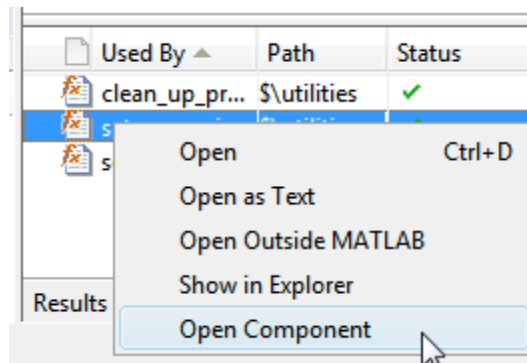 Used By Path Status
clean_up_pr... $\utilities
Open Ctrl+D
Open as Text
Open Outside MATLAB
Show in Explorer
Results
Open Component